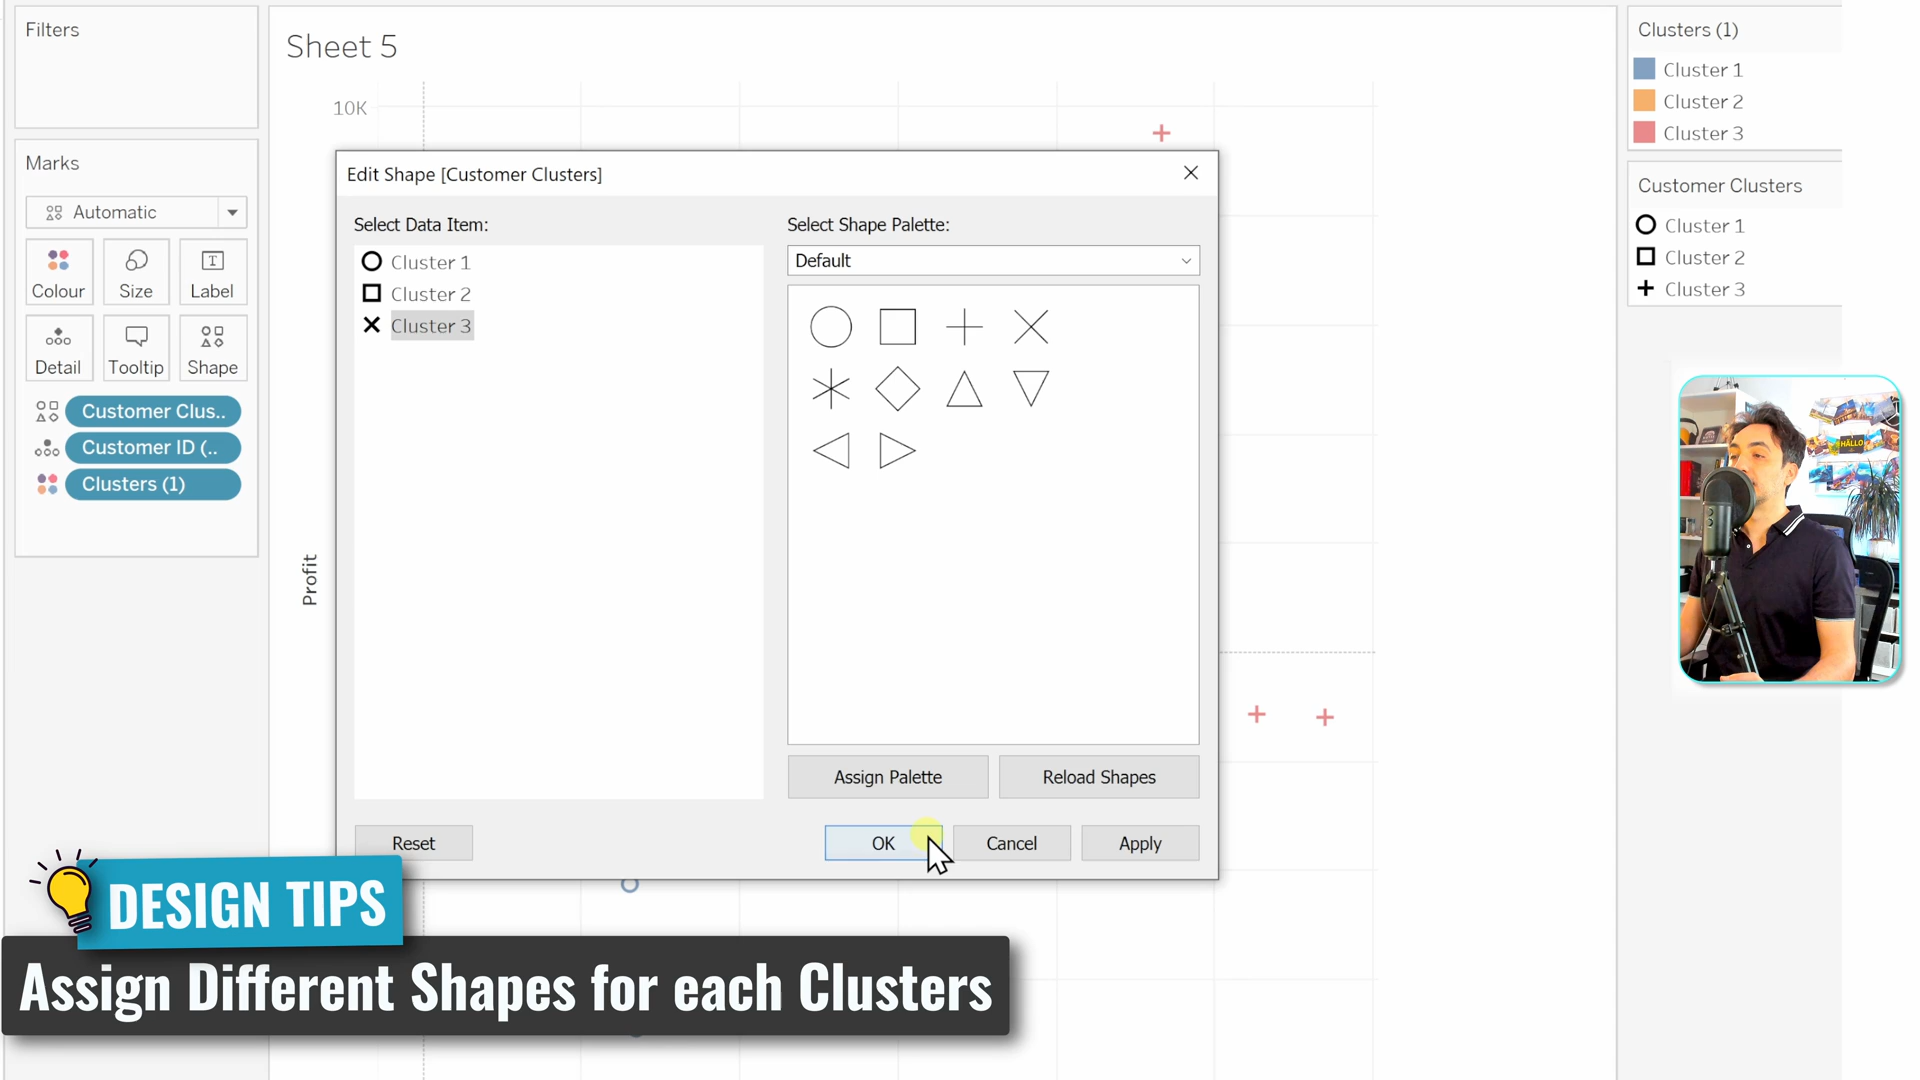 Filters
Marks
Automatic
Colour
Size
Label
Detail
Tooltip
Shape
Customer Clus..
Customer ID (..
Clusters (1)
Sheet 5
10K
Profit
Edit Shape [Customer Clusters]
Select Data Item:
Cluster 1
Cluster 2
Cluster 3
Select Shape Palette:
Default
Assign Palette
Reload Shapes
Reset
OK
Cancel
Apply
Clusters (1)
Cluster 1
Cluster 2
Cluster 3
Customer Clusters
Cluster 1
Cluster 2
Cluster 3
HALLO
DESIGN TIPS
Assign Different Shapes for each Clusters